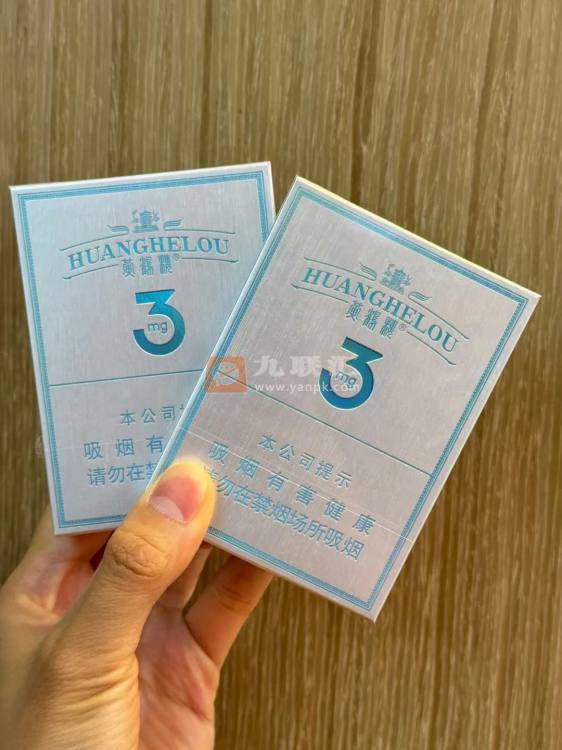 HUANGHELOU
黄鹤楼®
3
mg
本公司提
吸烟有
请勿在禁
HUANGHELOU
黄鹤楼®
3
mg
本公司提示
吸烟有害健康
请勿在禁烟场所吸烟
九联汇
www.yanpk.com